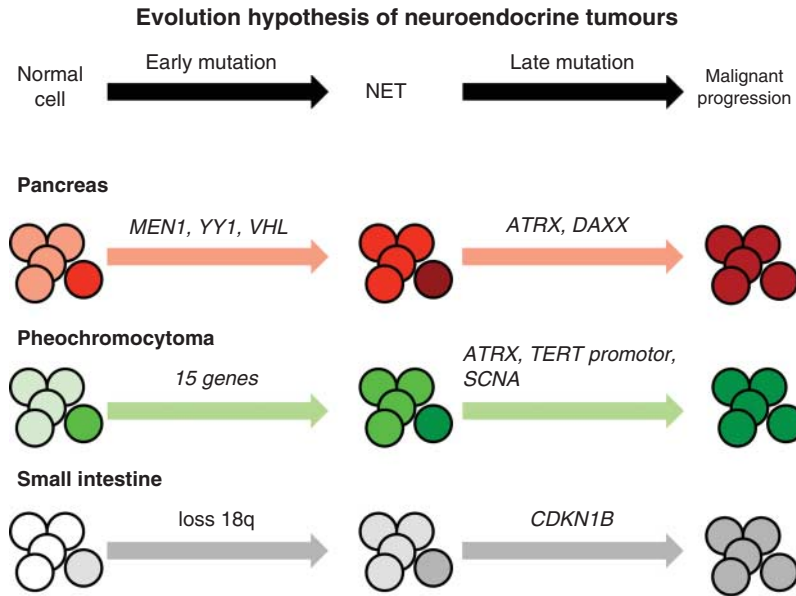 Evolution hypothesis of neuroendocrine tumours
Normal
cell
Early mutation
NET
Late mutation
Malignant
progression
Pancreas
MEN1, YY1, VHL
ATRX, DAXX
Pheochromocytoma
15 genes
ATRX, TERT promotor,
SCNA
Small intestine
loss 18q
CDKN1B